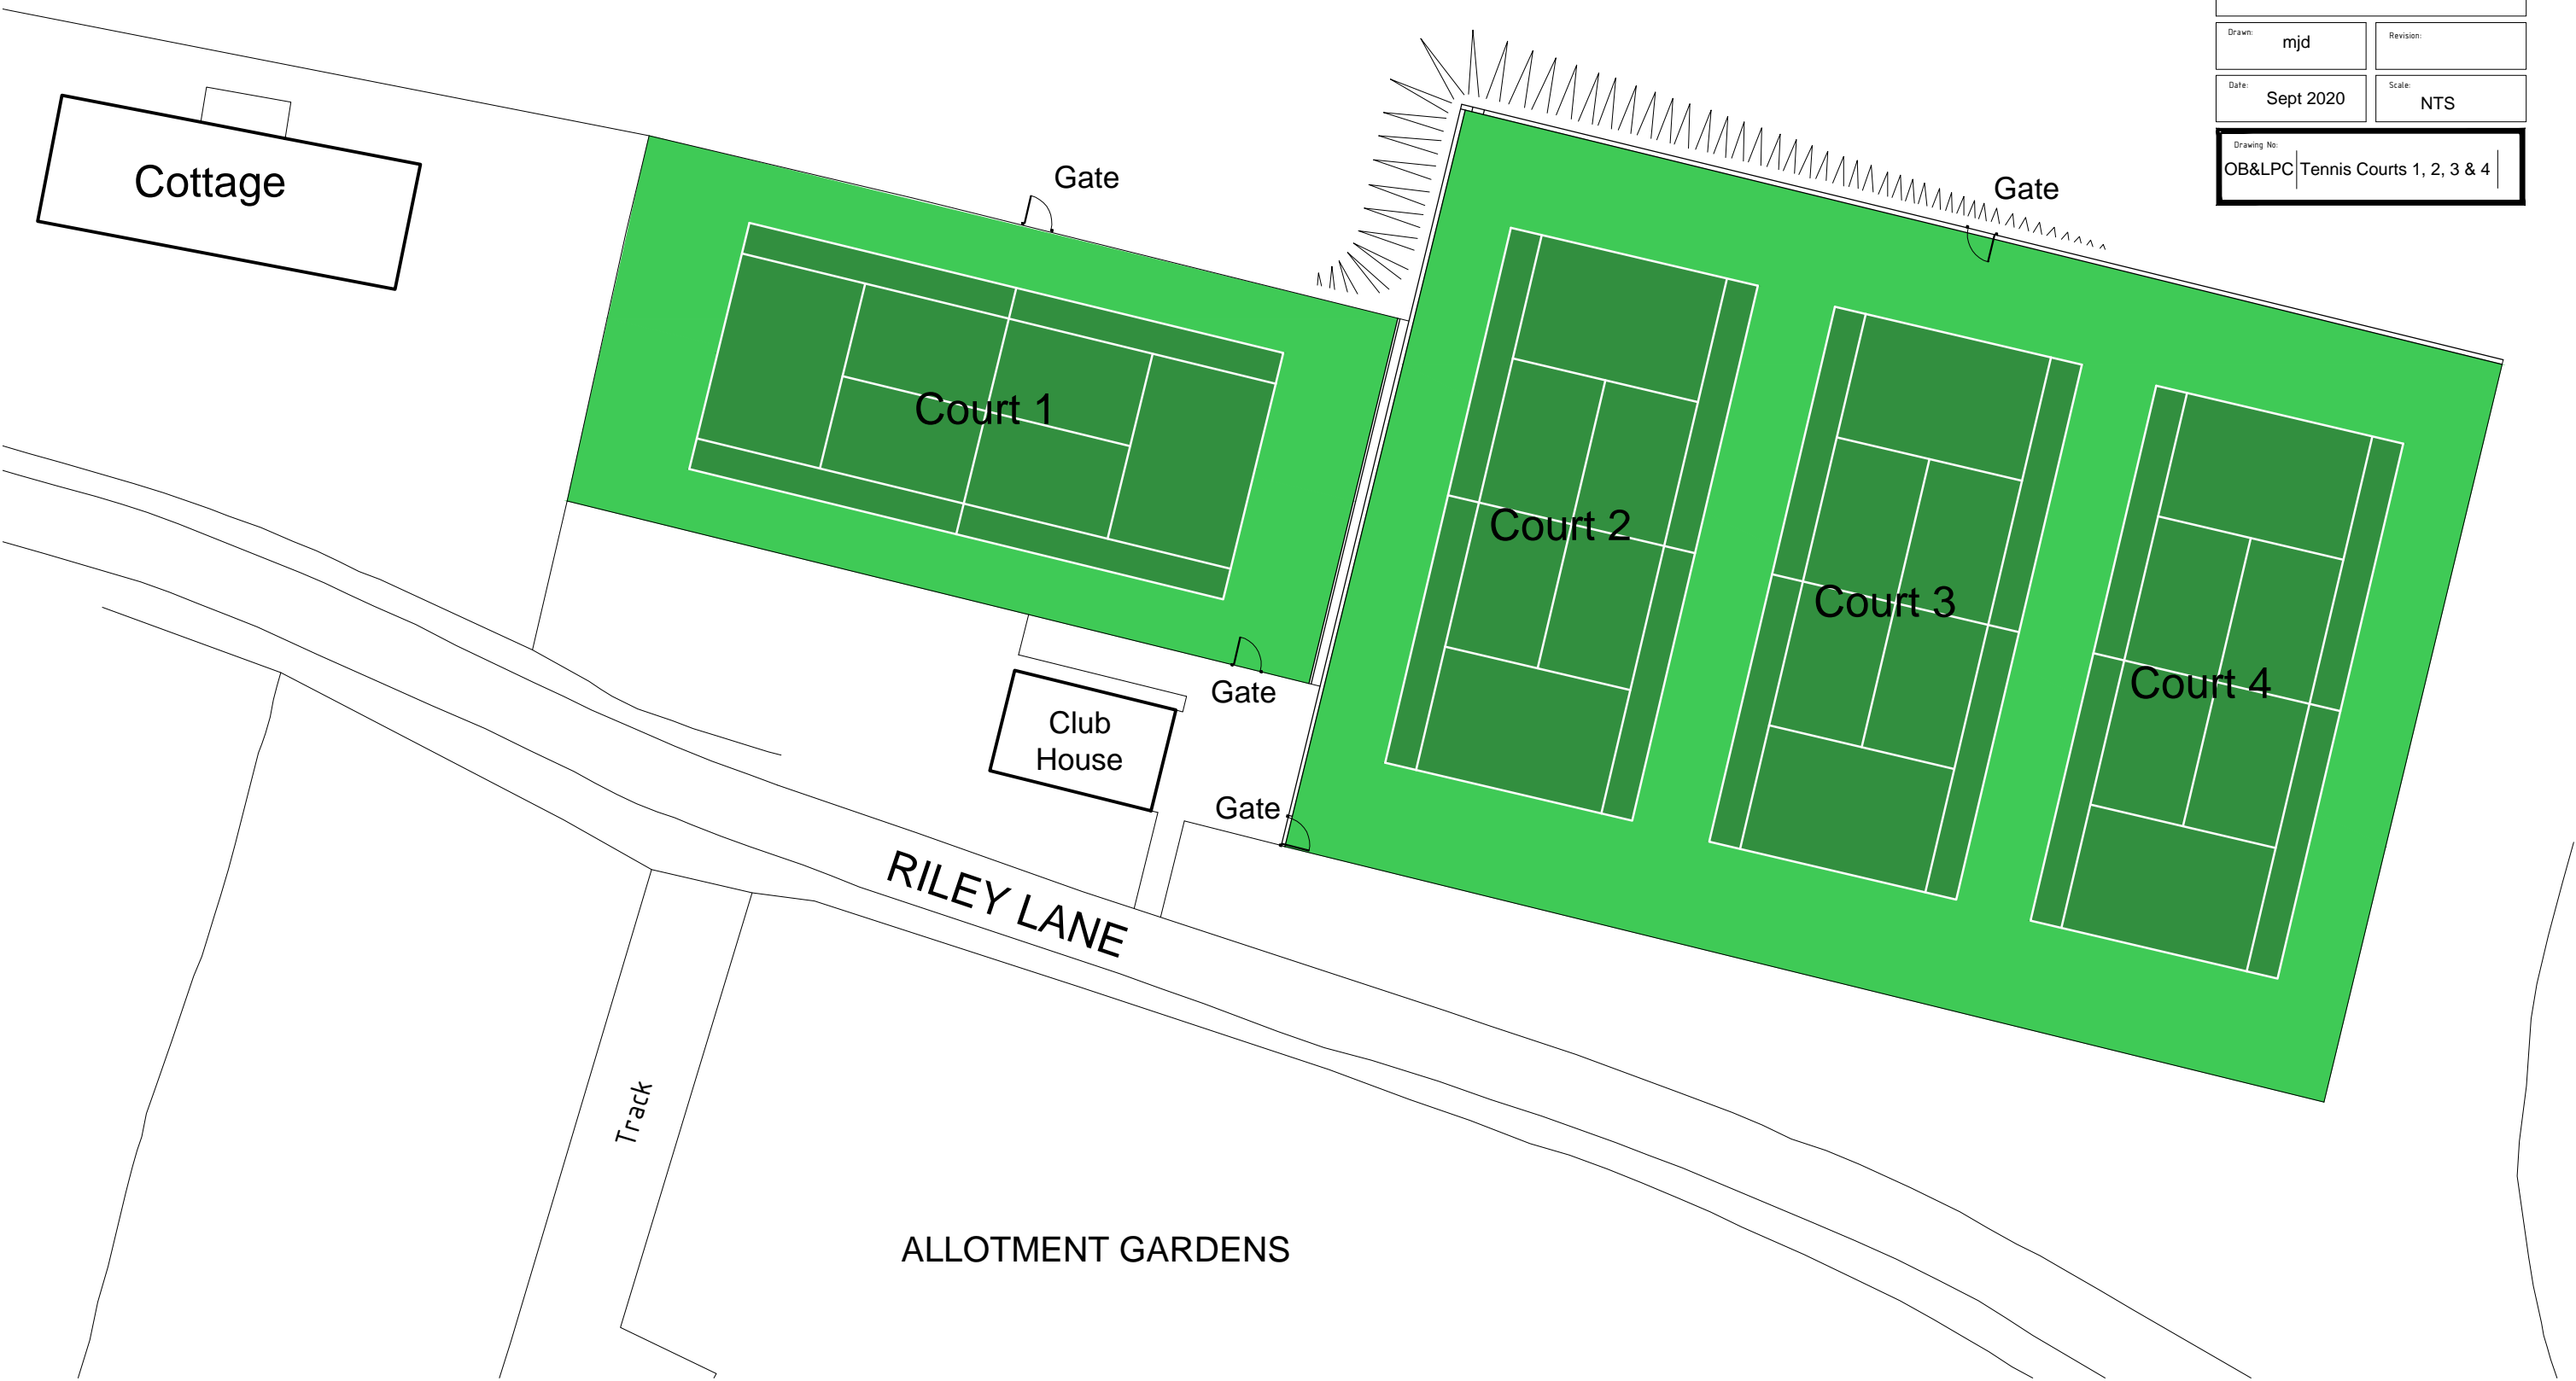 Drawn:
mjd
Revision:
Date:
Sept 2020
Scale:
NTS
Drawing No:
OB&LPC Tennis Courts 1, 2, 3 & 4
Cottage
Gate
Gate
Court 1
Court 2
Court 3
Court 4
Gate
Club
House
Gate
RILEY LANE
Track
ALLOTMENT GARDENS